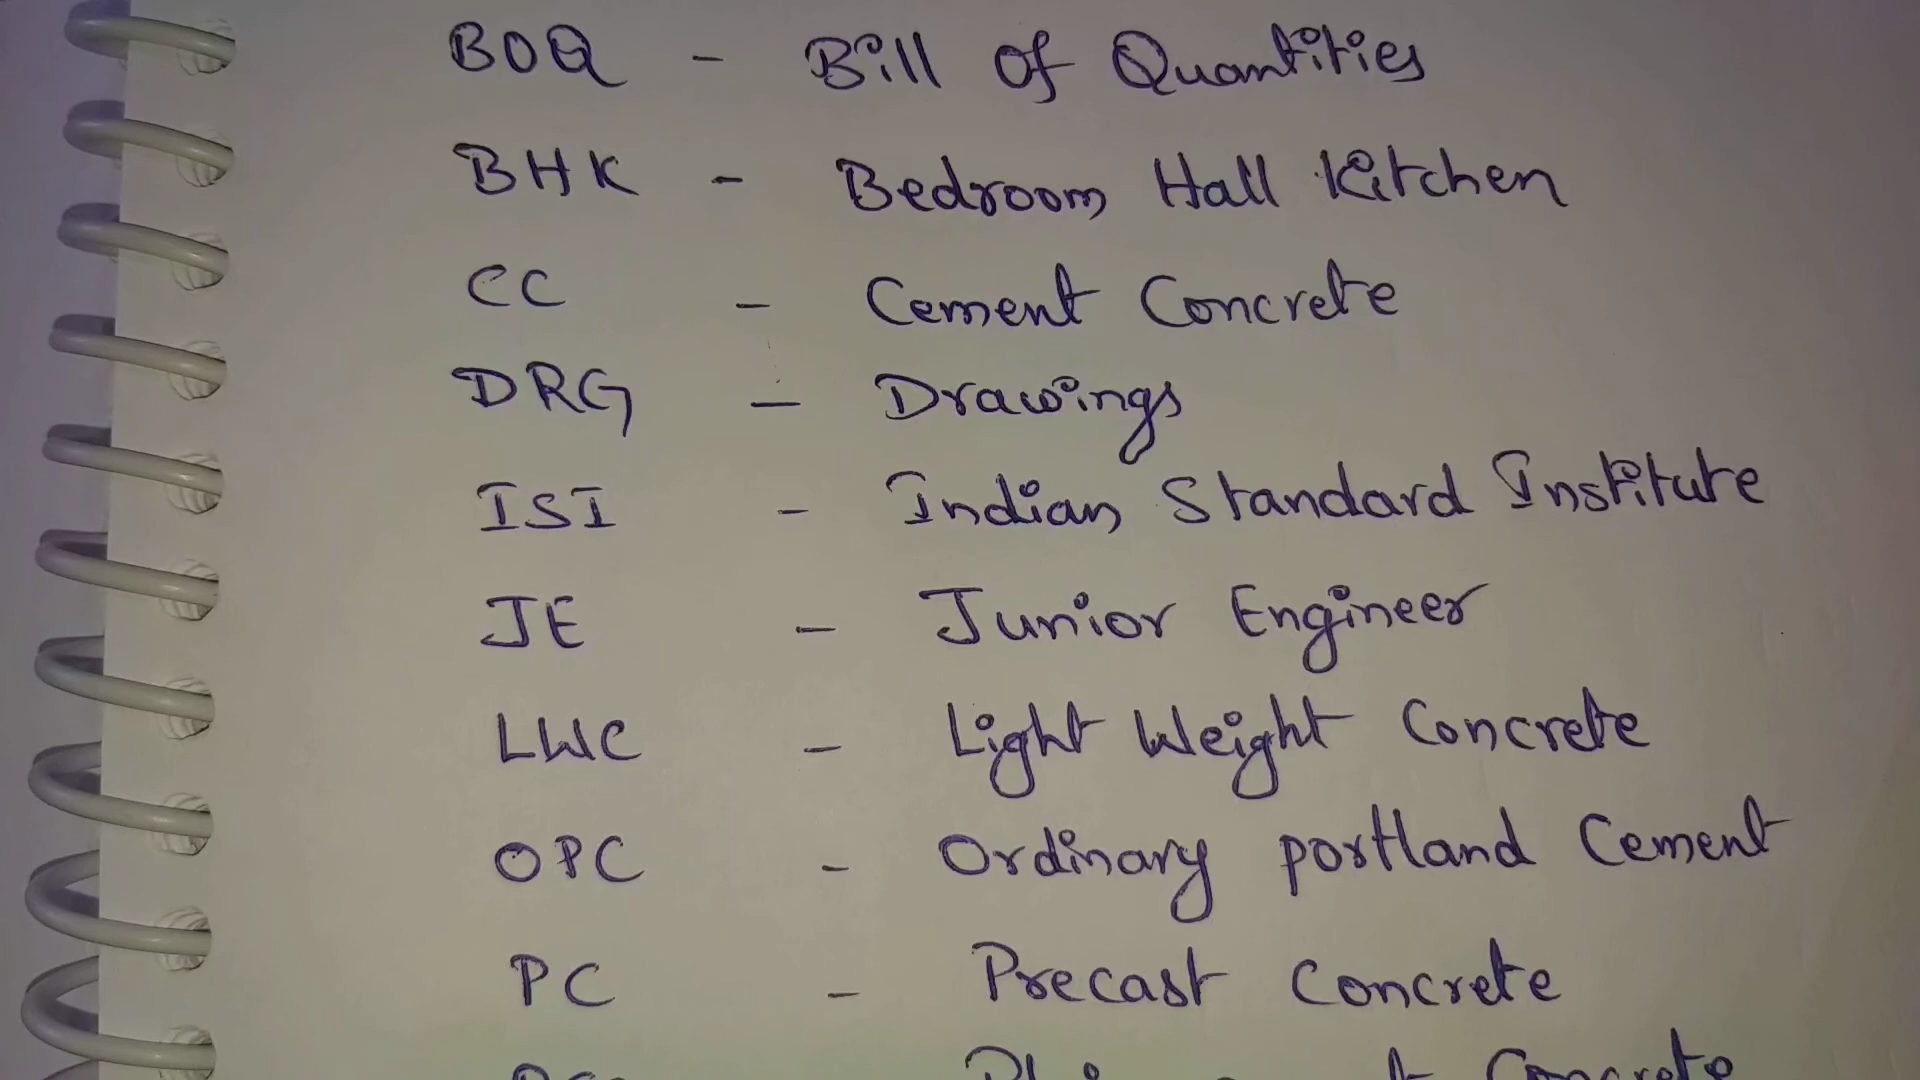 BOQ - Bill Of Quantities
BHK - Bedroom Hall Kitchen
CC - Cement Concrete
DRG - Drawings
ISI - Indian Standard Institute
JE - Junior Engineer
LWC - Light Weight Concrete
OPC - Ordinary portland Cement
PC - Precast Concrete
Concrete